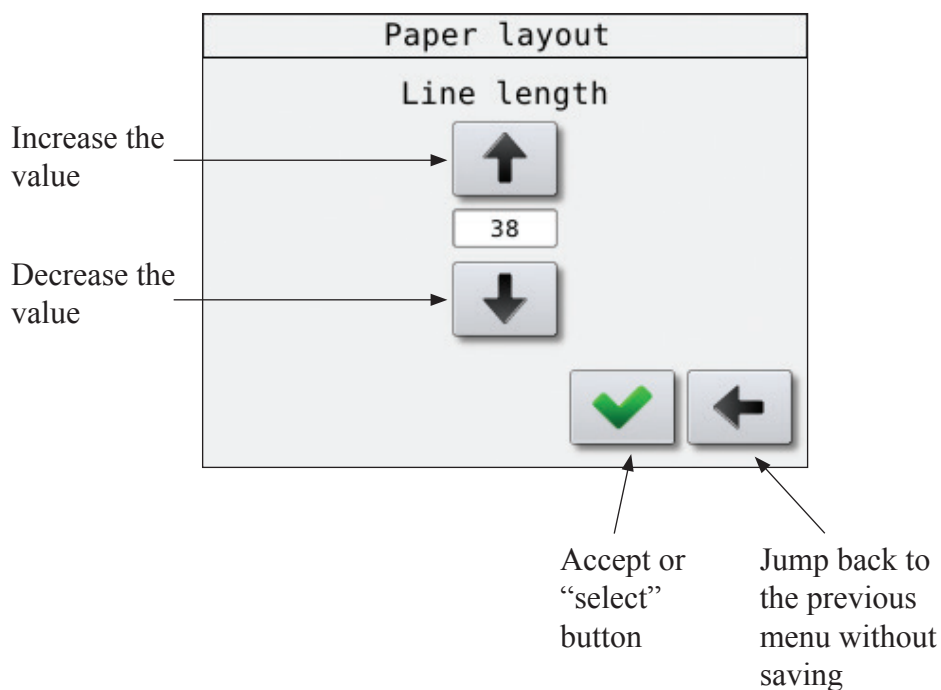 Paper layout
Line length
Increase the
value
38
Decrease the
value
Accept or
“select”
button
Jump back to
the previous
menu without
saving